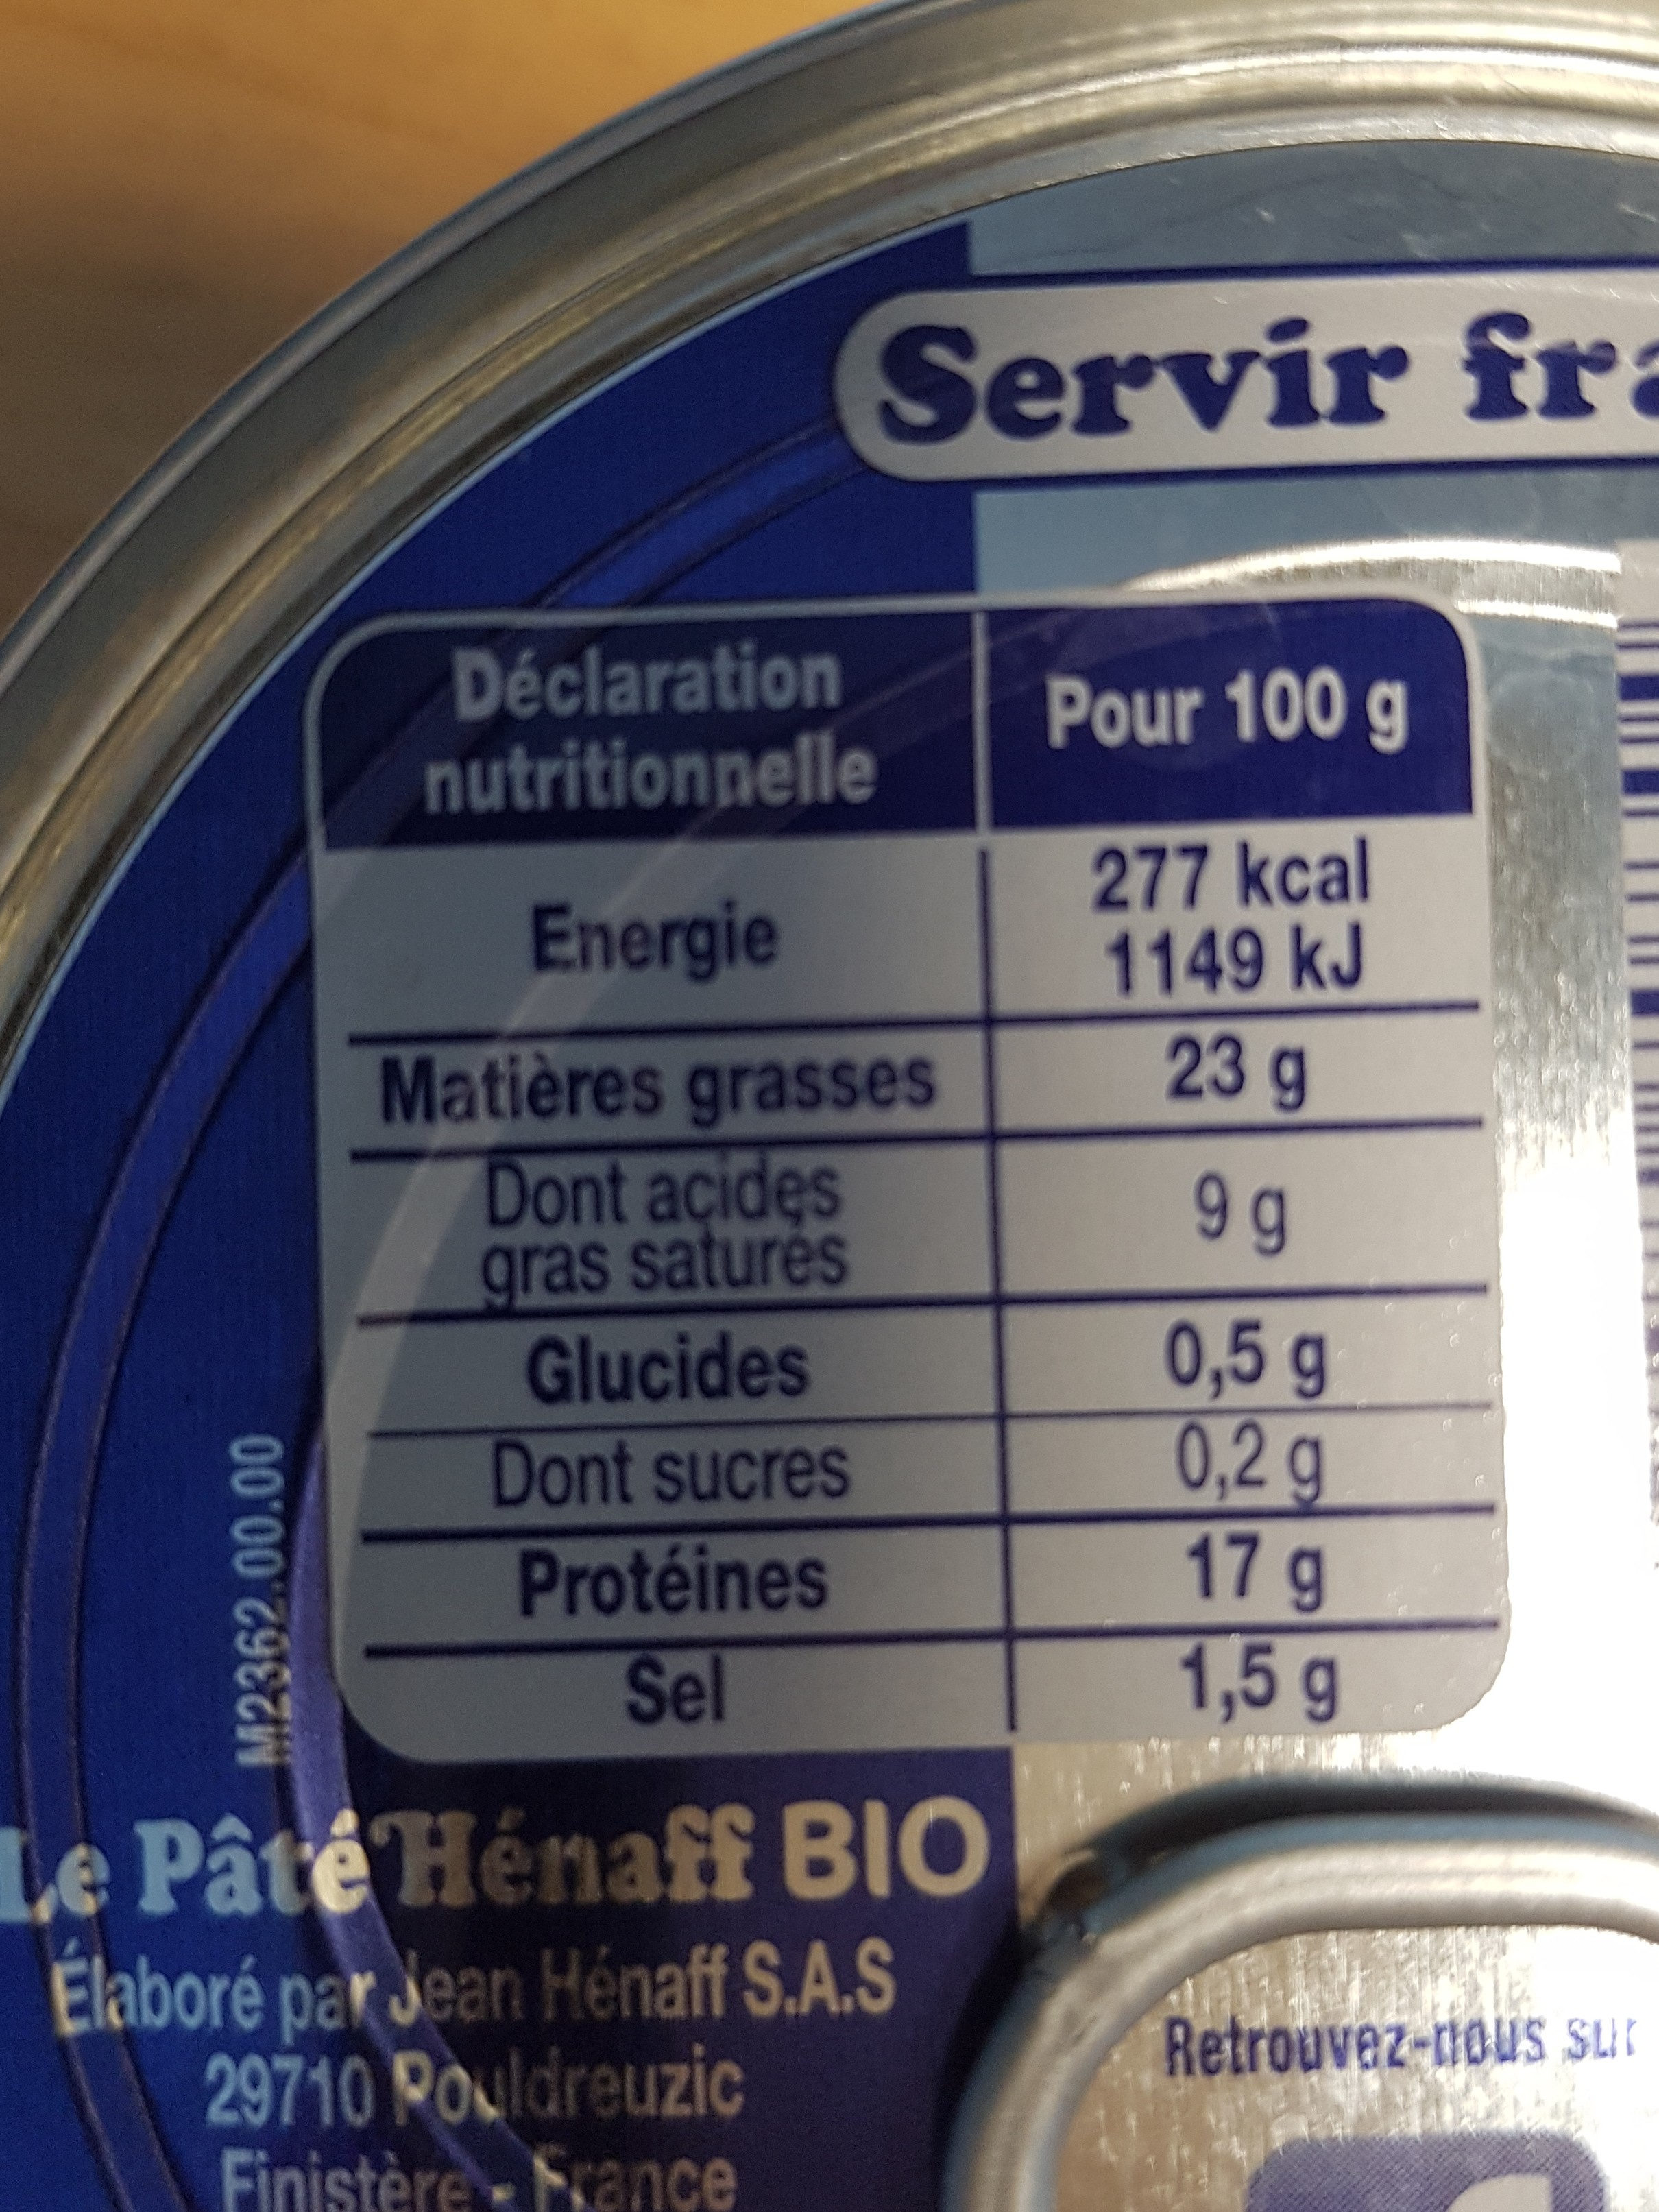 Servir
Déclaration
nutritionnelle
Pour 100 g
Energie
277 kcal
1149 kJ
Matières grasses
23 g
Dont acides
gras saturés
9 g
Glucides
0,5 g
Dont sucres
0,2 g
Protéines
17 g
Sel
1,5 g
M2362.00.00
Le Pâté Hénaff BIO
Élaboré par Jean Hénaff S.A.S
29710 Pouldreuzic
Finistère - France
Retrouvez-nous sur